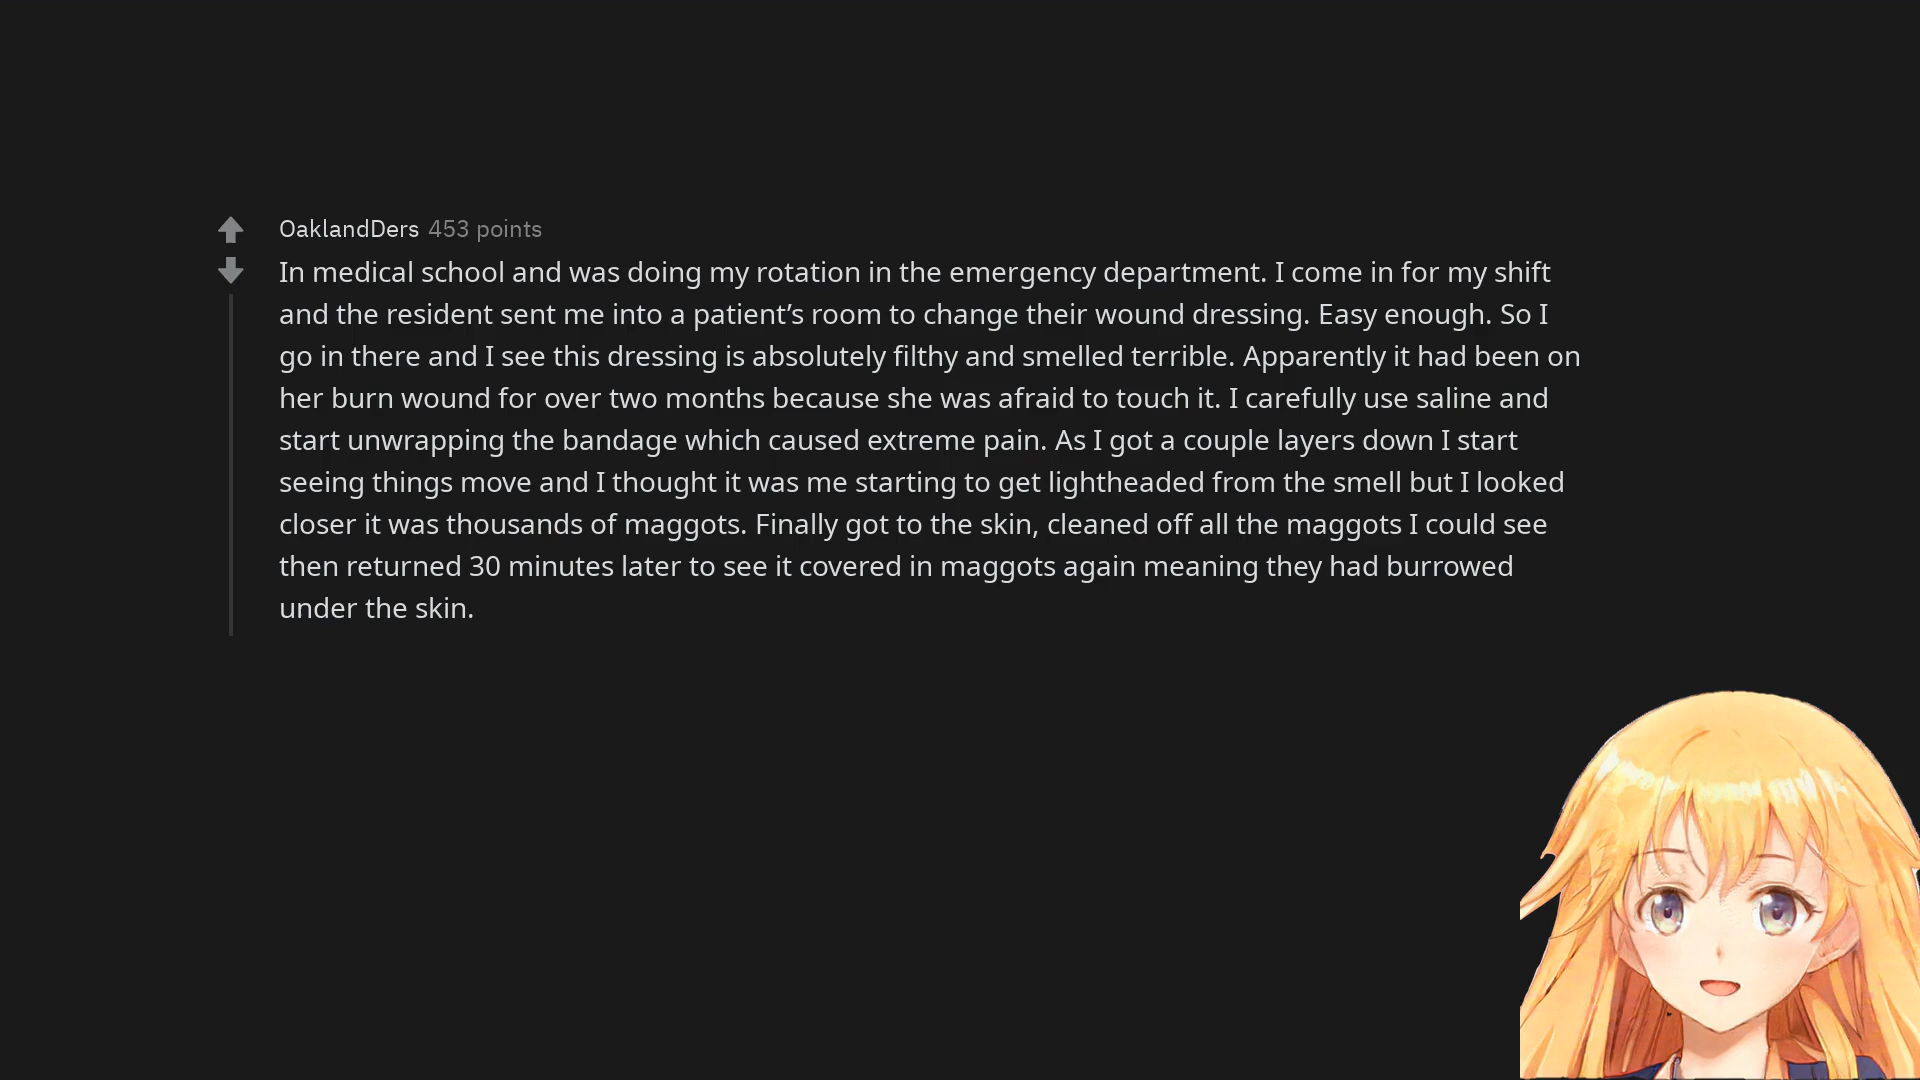 OaklandDers 453 points
In medical school and was doing my rotation in the emergency department. I come in for my shift
and the resident sent me into a patient’s room to change their wound dressing. Easy enough. So I
go in there and I see this dressing is absolutely filthy and smelled terrible. Apparently it had been on
her burn wound for over two months because she was afraid to touch it. I carefully use saline and
start unwrapping the bandage which caused extreme pain. As I got a couple layers down I start
seeing things move and I thought it was me starting to get lightheaded from the smell but I looked
closer it was thousands of maggots. Finally got to the skin, cleaned off all the maggots I could see
then returned 30 minutes later to see it covered in maggots again meaning they had burrowed
under the skin.